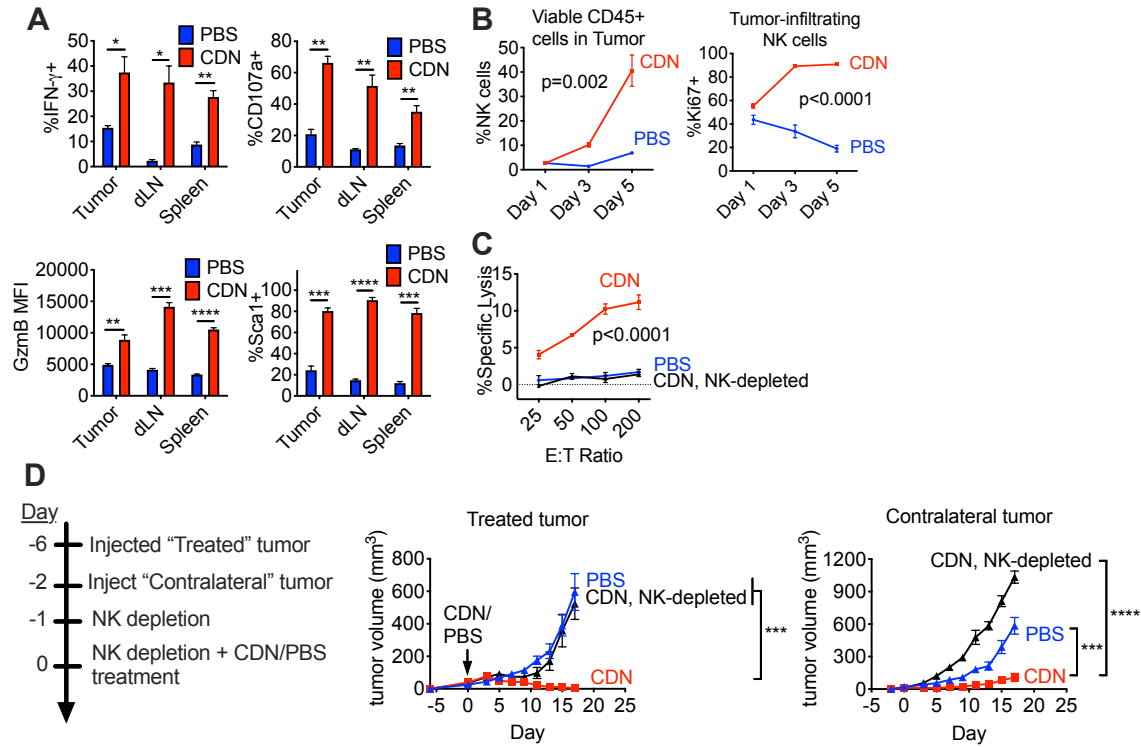 A
PBS
CDN
%IFN-γ+
60
40
20
0
*
*
**
Tumor
dLN
Spleen
PBS
CDN
%CD107a+
80
60
40
20
0
**
**
**
Tumor
dLN
Spleen
PBS
CDN
GzmB MFI
20000
15000
10000
5000
0
**
***
****
Tumor
dLN
Spleen
PBS
CDN
%Sca1+
100
80
60
40
20
0
***
****
***
Tumor
dLN
Spleen
B
Viable CD45+
cells in Tumor
%NK cells
50
40
30
20
10
0
CDN
p=0.002
PBS
Day 1
Day 3
Day 5
Tumor-infiltrating
NK cells
%Ki67+
100
80
60
40
20
0
CDN
p<0.0001
PBS
Day 1
Day 3
Day 5
C
%Specific Lysis
15
10
5
0
CDN
p<0.0001
PBS
CDN, NK-depleted
25
50
100
200
E:T Ratio
D
Day
-6 Injected “Treated” tumor
-2 Inject “Contralateral” tumor
-1 NK depletion
0 NK depletion + CDN/PBS
treatment
Treated tumor
tumor volume (mm3)
800
600
400
200
0
CDN/
PBS
PBS
CDN, NK-depleted
***
CDN
-5 0 5 10 15 20 25
Day
Contralateral tumor
tumor volume (mm3)
1200
900
600
300
0
CDN, NK-depleted
PBS
CDN
***
****
-5 0 5 10 15 20 25
Day